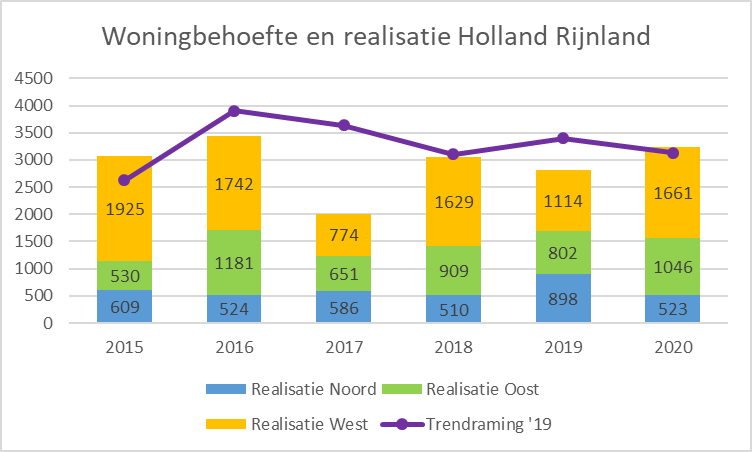 Woningbehoefte en realisatie Holland Rijnland
4500
4000
3500
3000
2500
2000
1500
1000
500
0
1925 1742 774 1629 1114 1661
530 1181 651 909 802 1046
609 524 586 510 898 523
2015 2016 2017 2018 2019 2020
Realisatie Noord Realisatie Oost
Realisatie West Trendraming '19